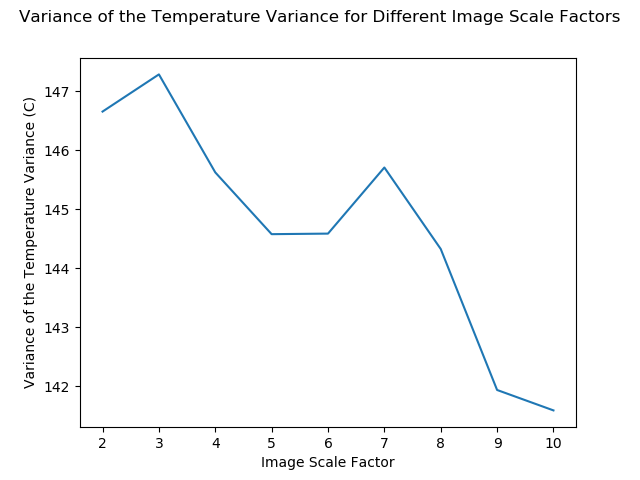 Variance of the Temperature Variance for Different Image Scale Factors
Variance of the Temperature Variance (C)
147
146
145
144
143
142
2 3 4 5 6 7 8 9 10
Image Scale Factor